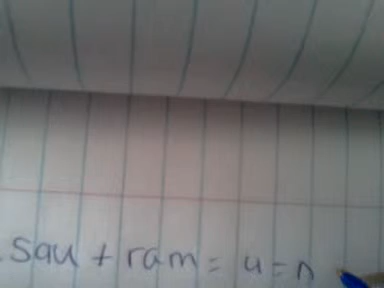 sau + ram = u = n